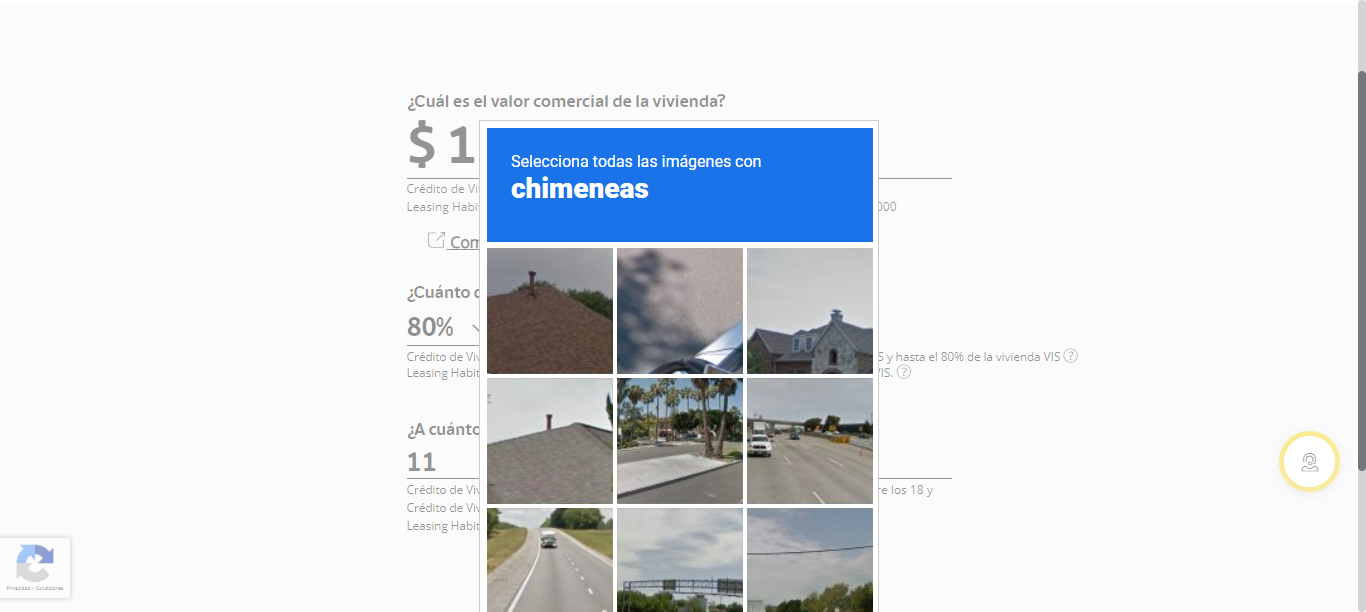 ¿Cuál es el valor comercial de la vivienda?
$ 1
Selecciona todas las imágenes con
chimeneas
Crédito de Vi
Leasing Habit
000
Com
¿Cuánto
80%
Crédito de Viv
S y hasta el 80% de la vivienda VIS ?
Leasing Habit
IS. ?
¿A cuánto
11
Crédito de Viv
re los 18 y
Crédito de Viv
Leasing Habit
Privacidad - Condiciones